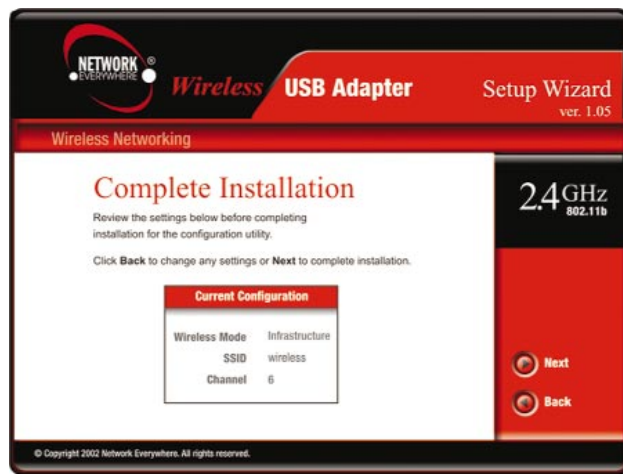 NETWORK ®
EVERYWHERE
Wireless USB Adapter
Setup Wizard
ver. 1.05
Wireless Networking
Complete Installation
Review the settings below before completing
installation for the configuration utility.
Click Back to change any settings or Next to complete installation.
Current Configuration
Wireless Mode Infrastructure
SSID wireless
Channel 6
2.4 GHz
802.11b
Next
Back
© Copyright 2002 Network Everywhere. All rights reserved.